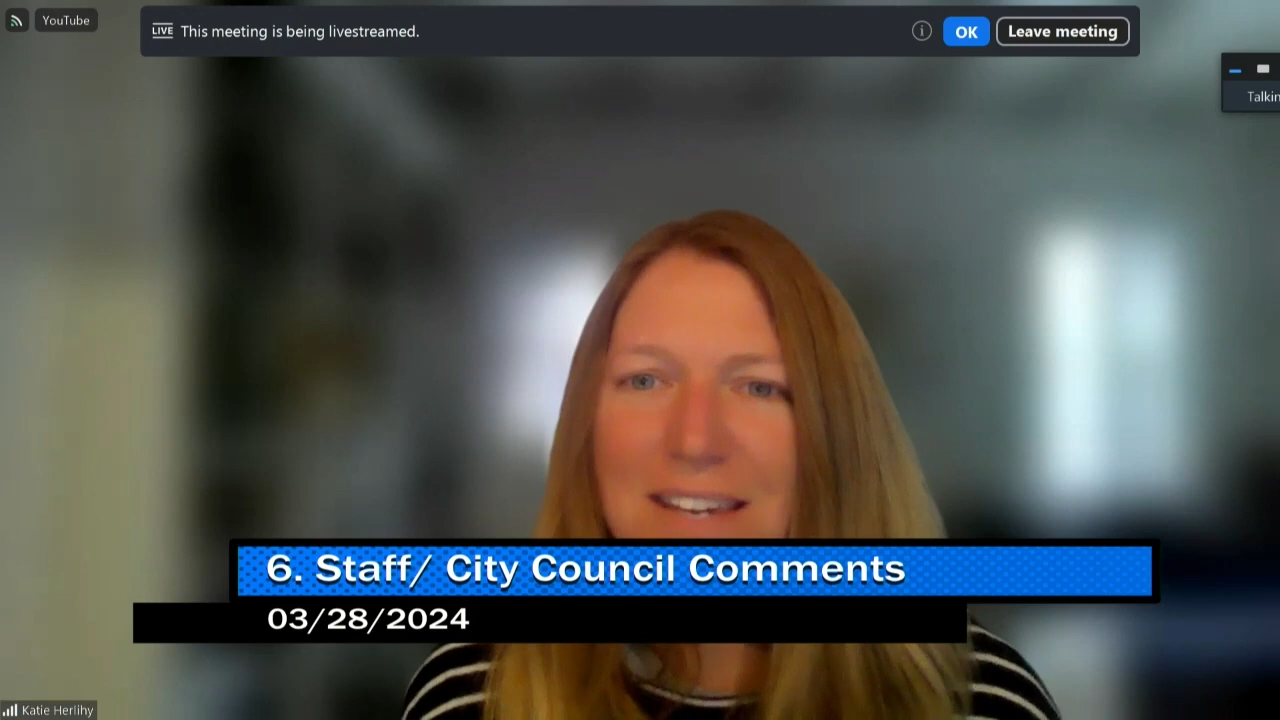 YouTube
LIVE This meeting is being livestreamed.
OK
Leave meeting
Talkin
6. Staff/ City Council Comments
03/28/2024
Katie Herlihy